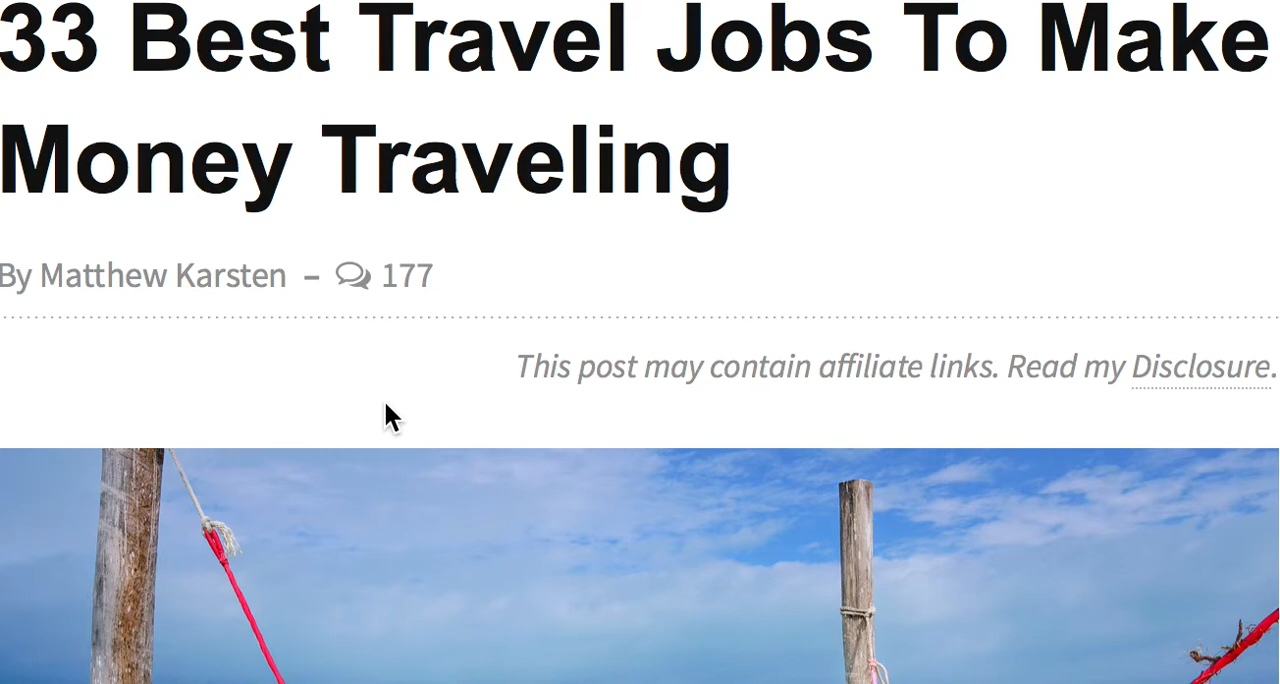 33 Best Travel Jobs To Make
Money Traveling
By Matthew Karsten – 177
This post may contain affiliate links. Read my Disclosure.